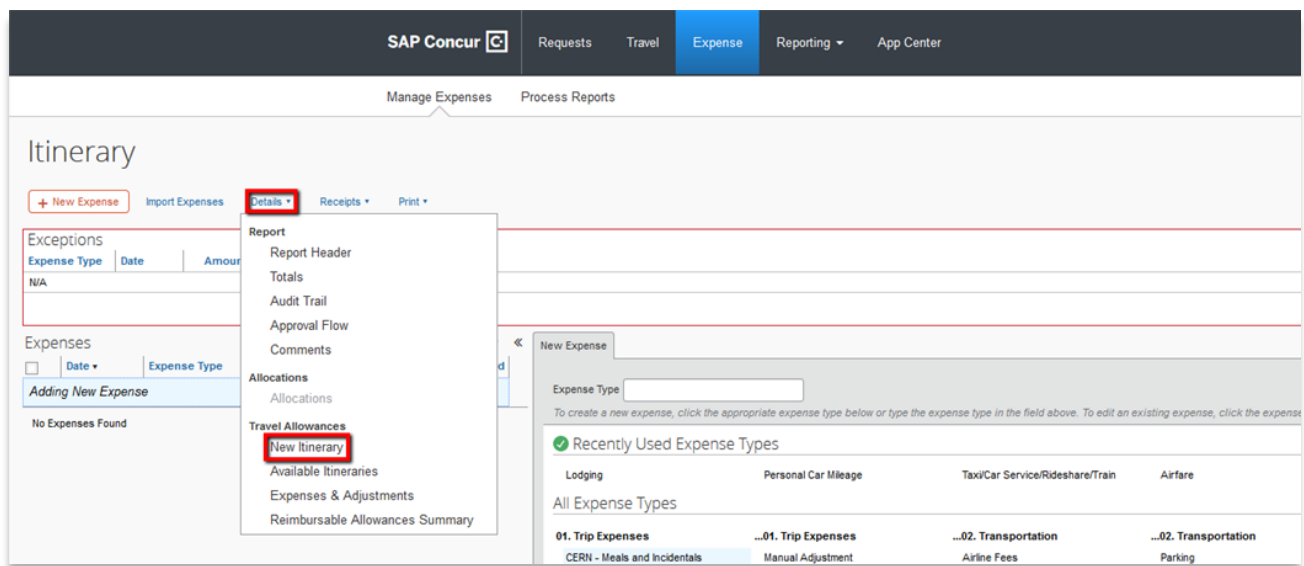 SAP Concur C Requests Travel Expense Reporting App Center
Manage Expenses Process Reports
Itinerary
+ New Expense Import Expenses Details Receipts Print
Report
Report Header
Totals
Audit Trail
Approval Flow
Comments
Allocations
Allocations
Travel Allowances
New Itinerary
Available Itineraries
Expenses & Adjustments
Reimbursable Allowances Summary
Exceptions
Expense Type Date
N/A
Expenses
Date Expense Type
Adding New Expense
No Expenses Found
New Expense
Expense Type
To create a new expense, click the appropriate expense type below or type the expense type in the field above. To edit an existing expense, click the expense
Recently Used Expense Types
Lodging Personal Car Mileage Taxi/Car Service/Rideshare/Train Airfare
All Expense Types
01. Trip Expenses ...01. Trip Expenses ...02. Transportation ...02. Transportation
CERN - Meals and Incidentals Manual Adjustment Airline Fees Parking